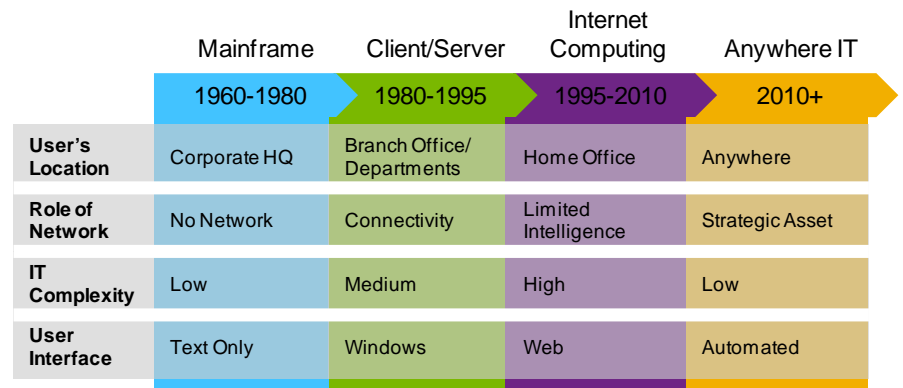 Mainframe
Client/Server
Internet
Computing
Anywhere IT
1960-1980
1980-1995
1995-2010
2010+
User's
Location
Corporate HQ
Branch Office/
Departments
Home Office
Anywhere
Role of
Network
No Network
Connectivity
Limited
Intelligence
Strategic Asset
IT
Complexity
Low
Medium
High
Low
User
Interface
Text Only
Windows
Web
Automated